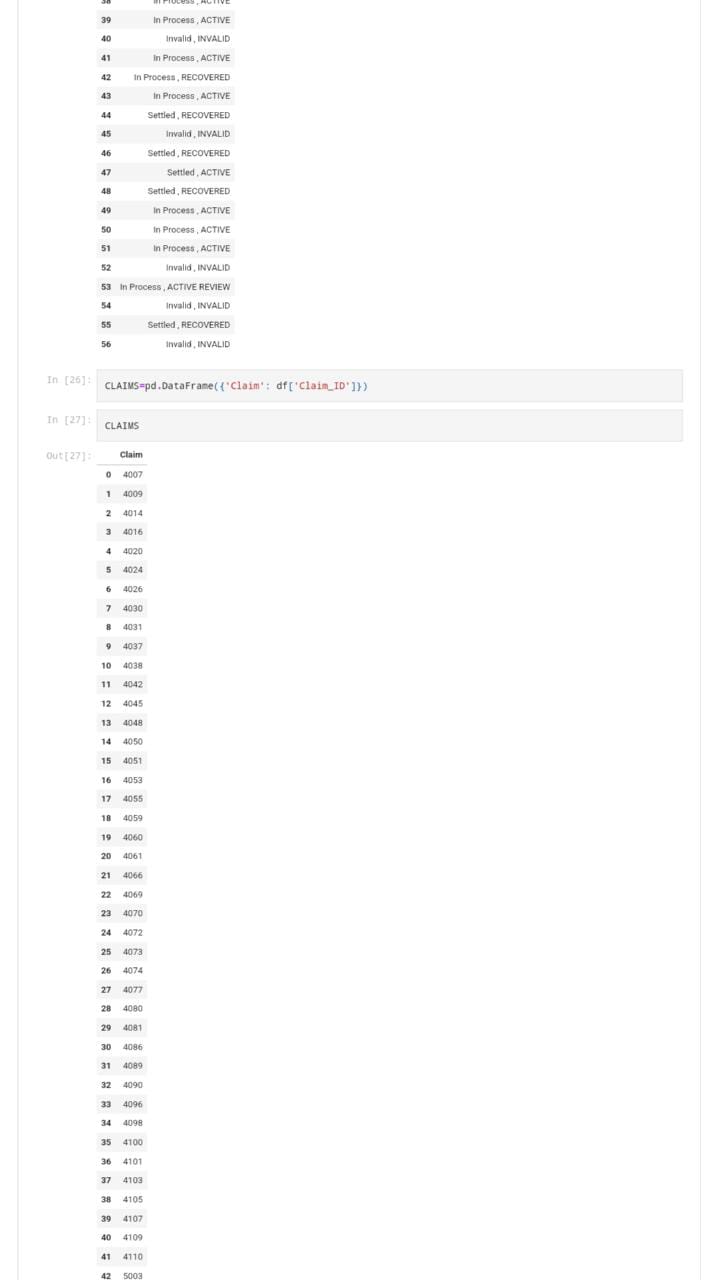 38 In Process , ACTIVE
39 In Process , ACTIVE
40 Invalid , INVALID
41 In Process , ACTIVE
42 In Process , RECOVERED
43 In Process , ACTIVE
44 Settled , RECOVERED
45 Invalid , INVALID
46 Settled , RECOVERED
47 Settled , ACTIVE
48 Settled , RECOVERED
49 In Process , ACTIVE
50 In Process , ACTIVE
51 In Process , ACTIVE
52 Invalid , INVALID
53 In Process , ACTIVE REVIEW
54 Invalid , INVALID
55 Settled , RECOVERED
56 Invalid , INVALID
In [26]: CLAIMS=pd.DataFrame({'Claim': df['Claim_ID']})
In [27]: CLAIMS
Out[27]: Claim
0 4007
1 4009
2 4014
3 4016
4 4020
5 4024
6 4026
7 4030
8 4031
9 4037
10 4038
11 4042
12 4045
13 4048
14 4050
15 4051
16 4053
17 4055
18 4059
19 4060
20 4061
21 4066
22 4069
23 4070
24 4072
25 4073
26 4074
27 4077
28 4080
29 4081
30 4086
31 4089
32 4090
33 4096
34 4098
35 4100
36 4101
37 4103
38 4105
39 4107
40 4109
41 4110
42 5003